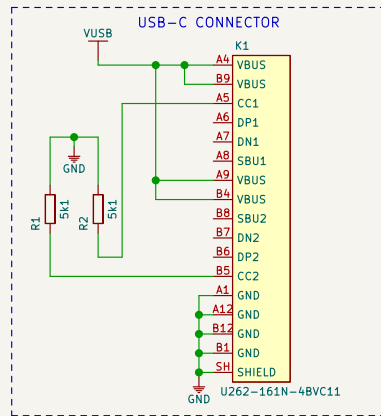 USB-C CONNECTOR
VUSB
K1
A4 VBUS
B9 VBUS
A5 CC1
A6 DP1
A7 DN1
A8 SBU1
A9 VBUS
B4 VBUS
B8 SBU2
B7 DN2
B6 DP2
B5 CC2
A1 GND
A12 GND
B12 GND
B1 GND
SH SHIELD
GND
R1 5k1
R2 5k1
U262-161N-4BVC11
GND